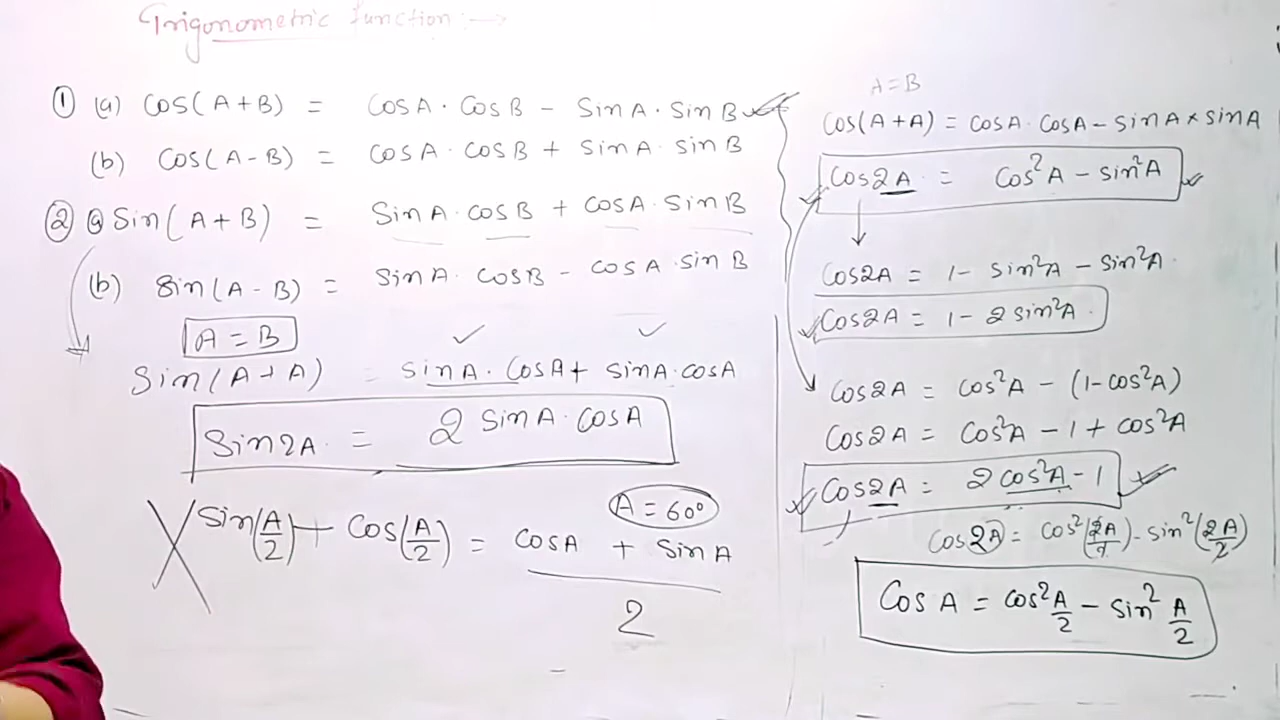 Trigonometric function :→
① (a) Cos(A+B) = CosA · CosB − SinA · SinB
(b) Cos(A−B) = CosA · CosB + SinA · SinB
② a Sin(A+B) = SinA · CosB + CosA · SinB
(b) Sin(A−B) = SinA · CosB − CosA · SinB
A = B
Sin(A+A) = SinA · CosA + SinA · CosA
Sin2A = 2 SinA · CosA
A = 60°
Sin(A/2) + Cos(A/2) = CosA + SinA
2
A = B
Cos(A+A) = CosA · CosA − SinA × SinA
Cos2A = Cos²A − Sin²A
Cos2A = 1 − Sin²A − Sin²A
Cos2A = 1 − 2 Sin²A
Cos2A = Cos²A − (1−Cos²A)
Cos2A = Cos²A − 1 + Cos²A
Cos2A = 2 Cos²A − 1
Cos2A = Cos²(2A/) − Sin²(2A/2)
Cos A = Cos² A/2 − Sin² A/2